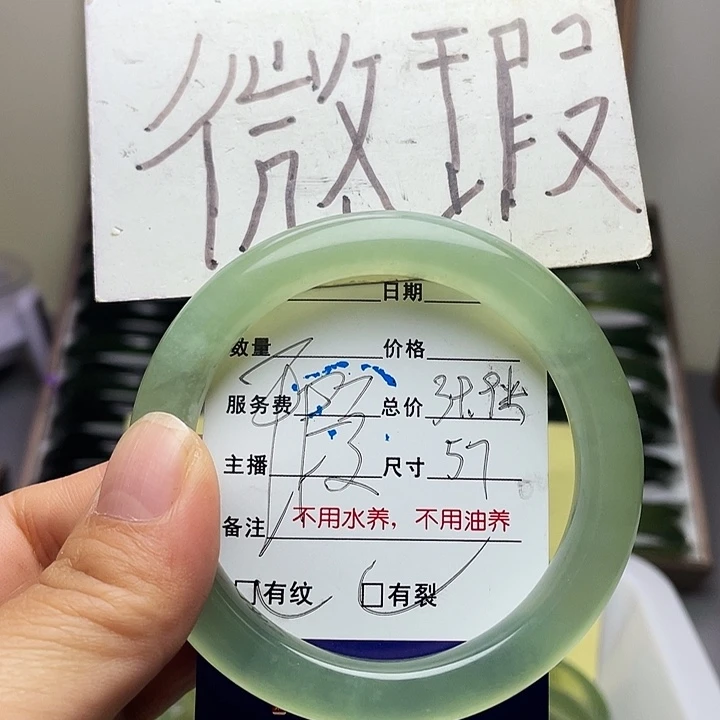 微瑕
日期
数量 价格
服务费 总价
主播 瑕 尺寸 57
备注 不用水养，不用油养
□有纹 □有裂